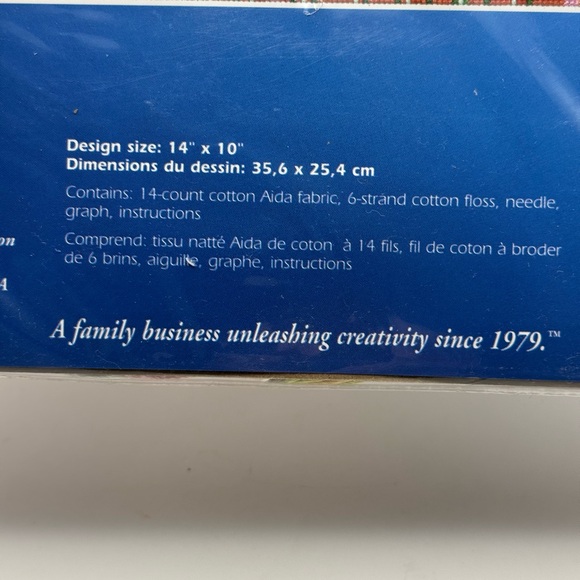 Design size: 14" x 10"
Dimensions du dessin: 35,6 x 25,4 cm
Contains: 14-count cotton Aida fabric, 6-strand cotton floss, needle,
graph, instructions
on
Comprend: tissu natté Aida de coton à 14 fils, fil de coton à broder
de 6 brins, aiguille, graphe, instructions
A
A family business unleashing creativity since 1979.™